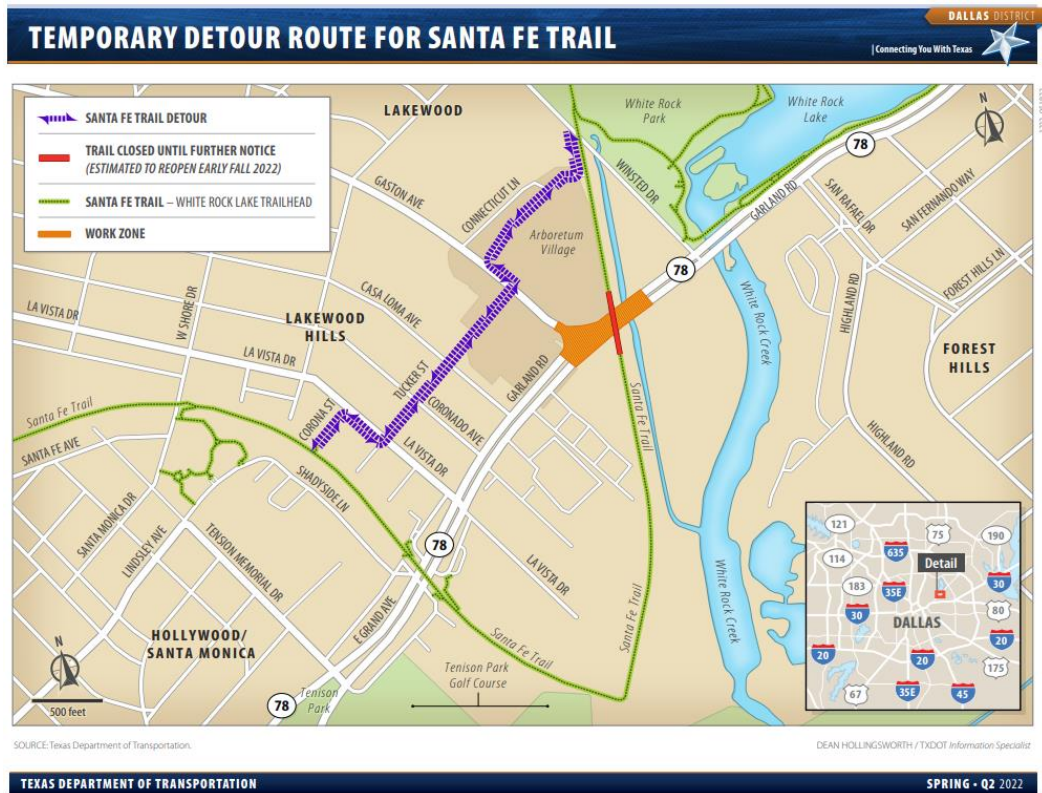 DALLAS DISTRICT
TEMPORARY DETOUR ROUTE FOR SANTA FE TRAIL
| Connecting You With Texas
SANTA FE TRAIL DETOUR
TRAIL CLOSED UNTIL FURTHER NOTICE
(ESTIMATED TO REOPEN EARLY FALL 2022)
SANTA FE TRAIL – WHITE ROCK LAKE TRAILHEAD
WORK ZONE
LAKEWOOD
White Rock
Park
White Rock
Lake
N
78
GASTON AVE
CONNECTICUT LN
WINSTED DR
GARLAND RD
SAN RAFAEL DR
SAN FERNANDO WAY
Arboretum
Village
78
FOREST HILLS LN
HIGHLAND RD
LA VISTA DR
W SHORE DR
LAKEWOOD
HILLS
CASA LOMA AVE
White Rock Creek
FOREST
HILLS
LA VISTA DR
TUCKER ST
GARLAND RD
CORONADO AVE
Santa Fe Trail
Santa Fe Trail
CORONA ST
LA VISTA DR
HIGHLAND RD
SANTA FE AVE
SHADYSIDE LN
SANTA MONICA DR
LINDSLEY AVE
TENSION MEMORIAL DR
78
LA VISTA DR
White Rock Creek
Santa Fe Trail
E GRAND AVE
Santa Fe Trail
HOLLYWOOD/
SANTA MONICA
N
500 feet
78
Tenison
Park
Tenison Park
Golf Course
121
75
190
635
114
Detail
183
35E
30
30
80
DALLAS
20
20
20
175
67
35E
45
SOURCE: Texas Department of Transportation.
DEAN HOLLINGSWORTH / TXDOT Information Specialist
TEXAS DEPARTMENT OF TRANSPORTATION
SPRING • Q2 2022